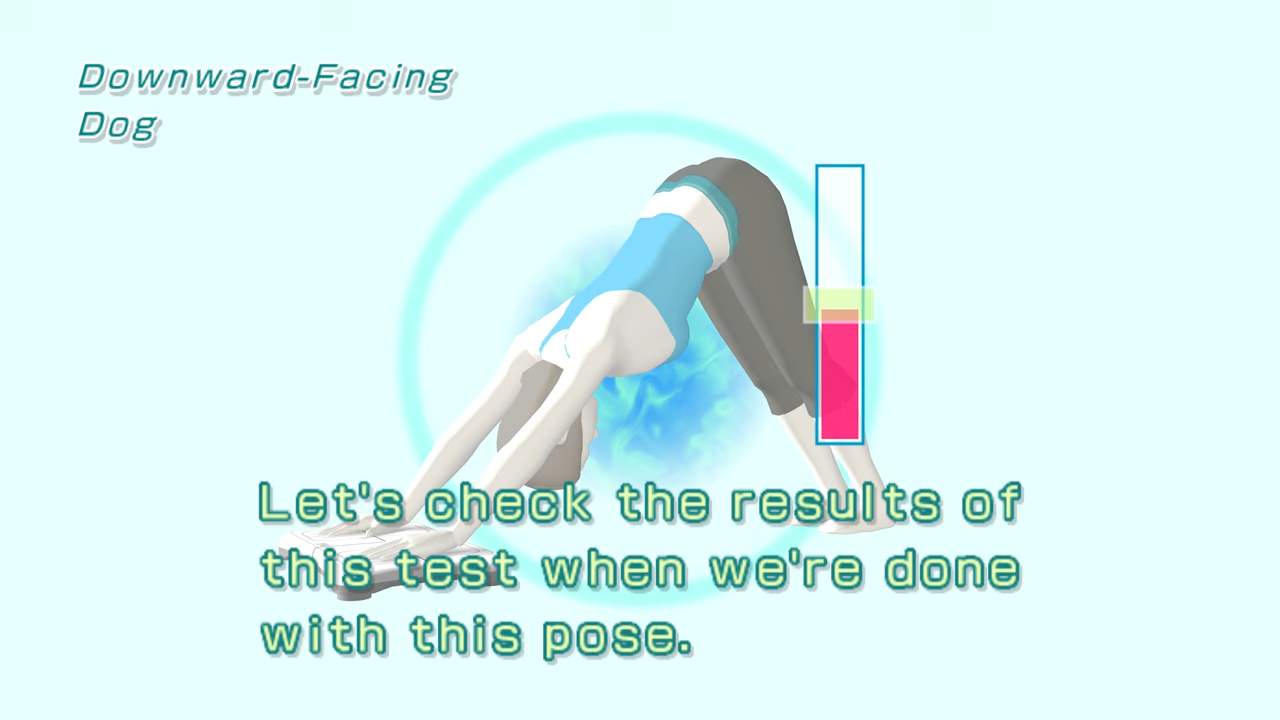 Downward-Facing
Dog
Let's check the results of
this test when we're done
with this pose.